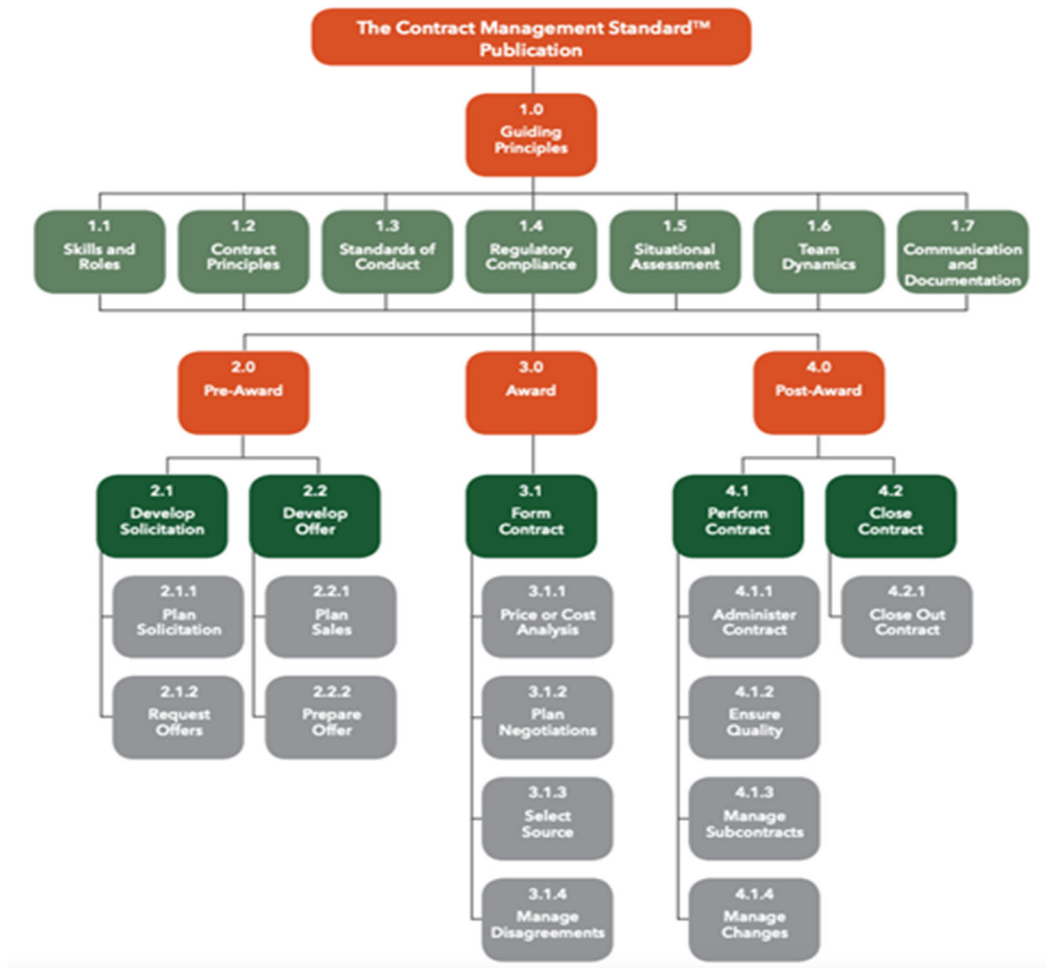 The Contract Management Standard™
Publication
1.0
Guiding
Principles
1.1
Skills and
Roles
1.2
Contract
Principles
1.3
Standards of
Conduct
1.4
Regulatory
Compliance
1.5
Situational
Assessment
1.6
Team
Dynamics
1.7
Communication
and
Documentation
2.0
Pre-Award
3.0
Award
4.0
Post-Award
2.1
Develop
Solicitation
2.2
Develop
Offer
3.1
Form
Contract
4.1
Perform
Contract
4.2
Close
Contract
2.1.1
Plan
Solicitation
2.2.1
Plan
Sales
3.1.1
Price or Cost
Analysis
4.1.1
Administer
Contract
4.2.1
Close Out
Contract
2.1.2
Request
Offers
2.2.2
Prepare
Offer
3.1.2
Plan
Negotiations
4.1.2
Ensure
Quality
3.1.3
Select
Source
4.1.3
Manage
Subcontracts
3.1.4
Manage
Disagreements
4.1.4
Manage
Changes